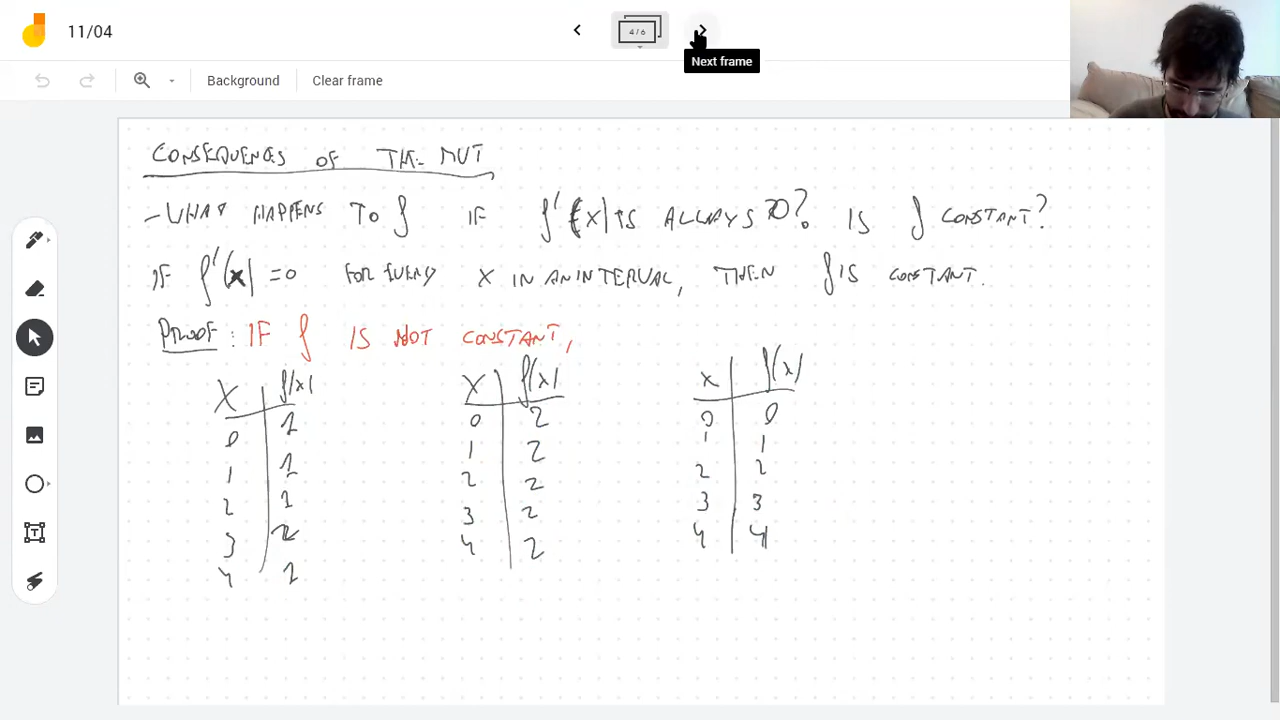 11/04
4/6
Next frame
Background
Clear frame
CONSEQUENCES OF THE MVT
- WHAT HAPPENS TO f IF f'(x) IS ALWAYS 0? IS f CONSTANT?
IF f'(x) = 0 FOR EVERY X IN AN INTERVAL, THEN f IS CONSTANT.
PROOF: IF f IS NOT CONSTANT,
X f(x) X f(x) x f(x)
0 2 0 2 0 0
1 1 2 1 1
2 2 2 2 2
3 2 3 2 3 3
4 2 4 2 4 4